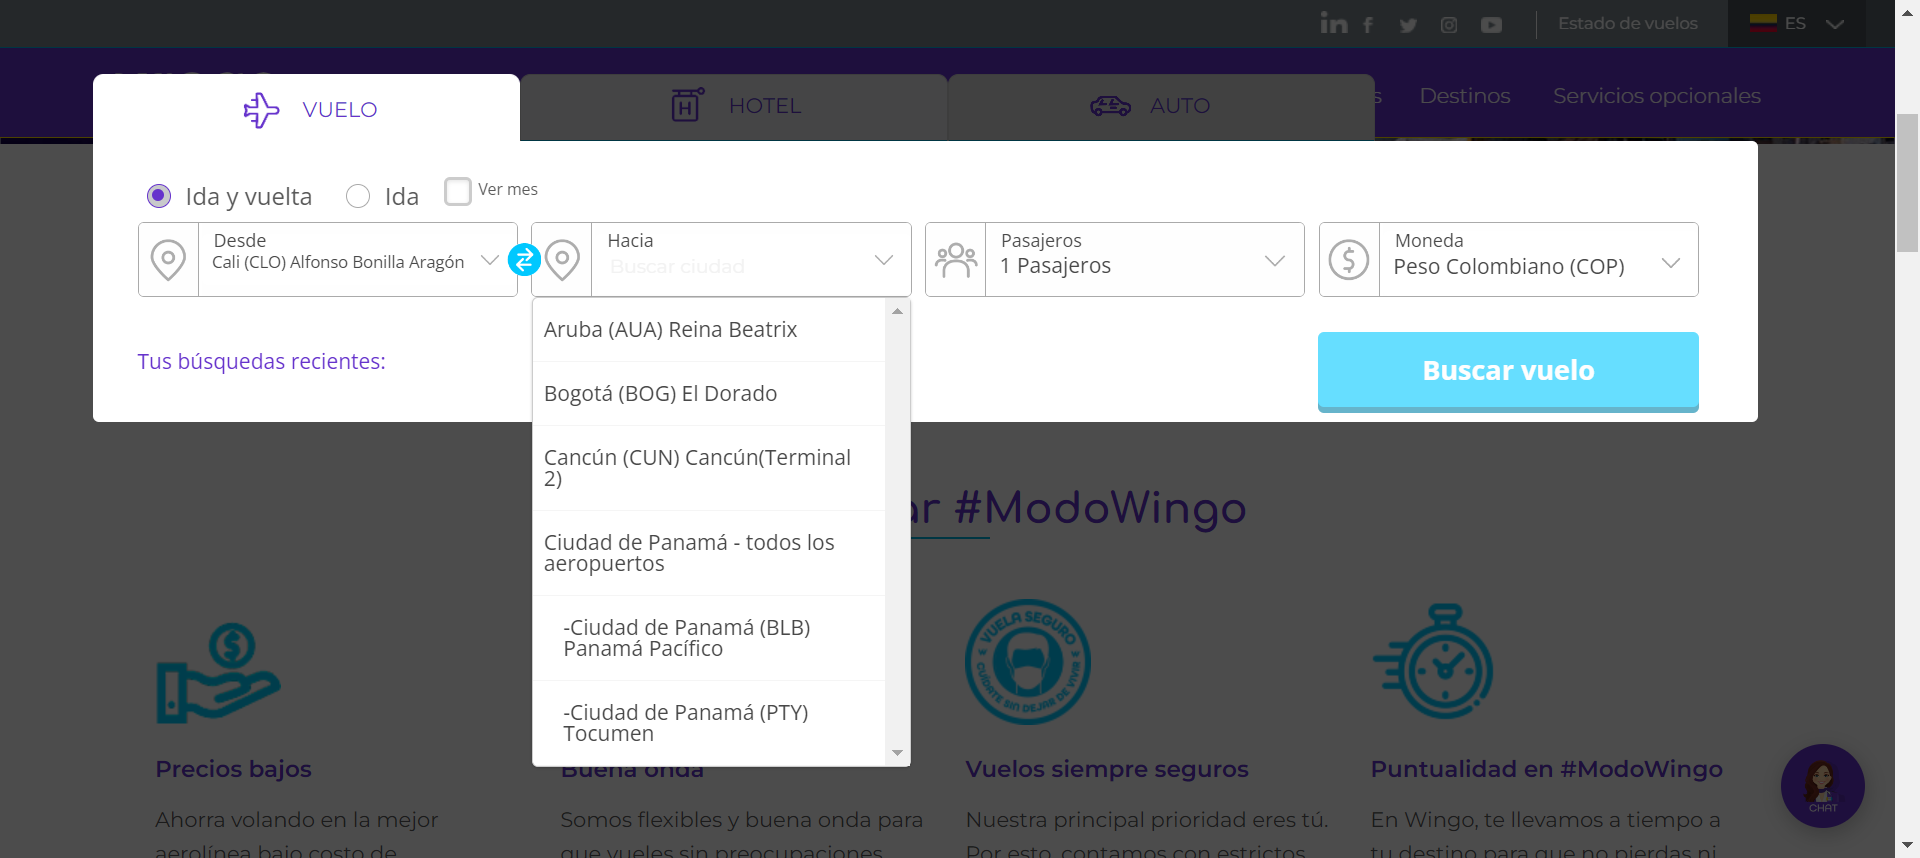 Estado de vuelos
ES
VUELO
HOTEL
AUTO
s
Destinos
Servicios opcionales
Ida y vuelta
Ida
Ver mes
Desde
Cali (CLO) Alfonso Bonilla Aragón
Hacia
Buscar ciudad
Pasajeros
1 Pasajeros
Moneda
Peso Colombiano (COP)
Tus búsquedas recientes:
Buscar vuelo
Aruba (AUA) Reina Beatrix
Bogotá (BOG) El Dorado
Cancún (CUN) Cancún(Terminal
2)
Ciudad de Panamá - todos los
aeropuertos
-Ciudad de Panamá (BLB)
Panamá Pacífico
-Ciudad de Panamá (PTY)
Tocumen
ar #ModoWingo
VUELA SEGURO
CUÍDATE SIN DEJAR DE VIVIR
Precios bajos
Ahorra volando en la mejor
aerolínea bajo costo de
Buena onda
Somos flexibles y buena onda para
que vueles sin preocupaciones
Vuelos siempre seguros
Nuestra principal prioridad eres tú.
Por esto, contamos con estrictos
Puntualidad en #ModoWingo
En Wingo, te llevamos a tiempo a
tu destino para que no pierdas ni
CHAT